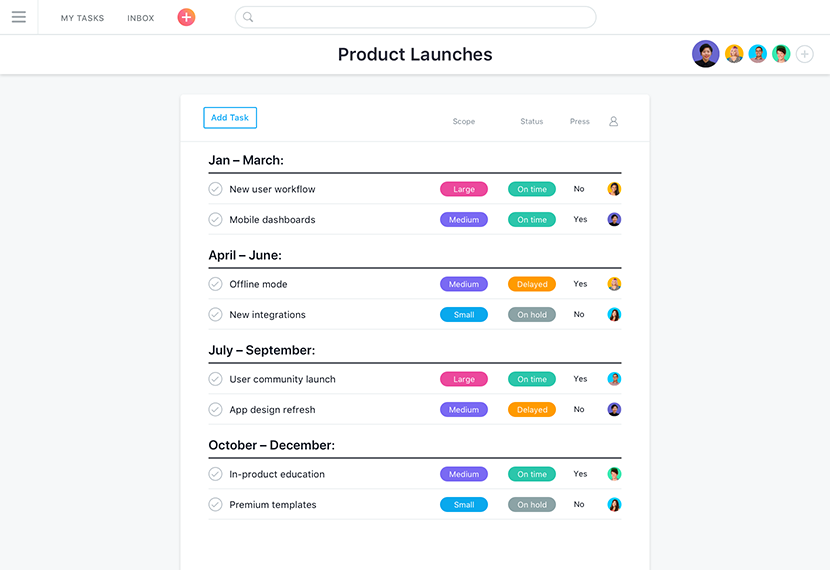 MY TASKS INBOX
Product Launches
Add Task Scope Status Press
Jan – March:
New user workflow Large On time No
Mobile dashboards Medium On time Yes
April – June:
Offline mode Medium Delayed Yes
New integrations Small On hold No
July – September:
User community launch Large On time Yes
App design refresh Medium Delayed No
October – December:
In-product education Medium On time Yes
Premium templates Small On hold No